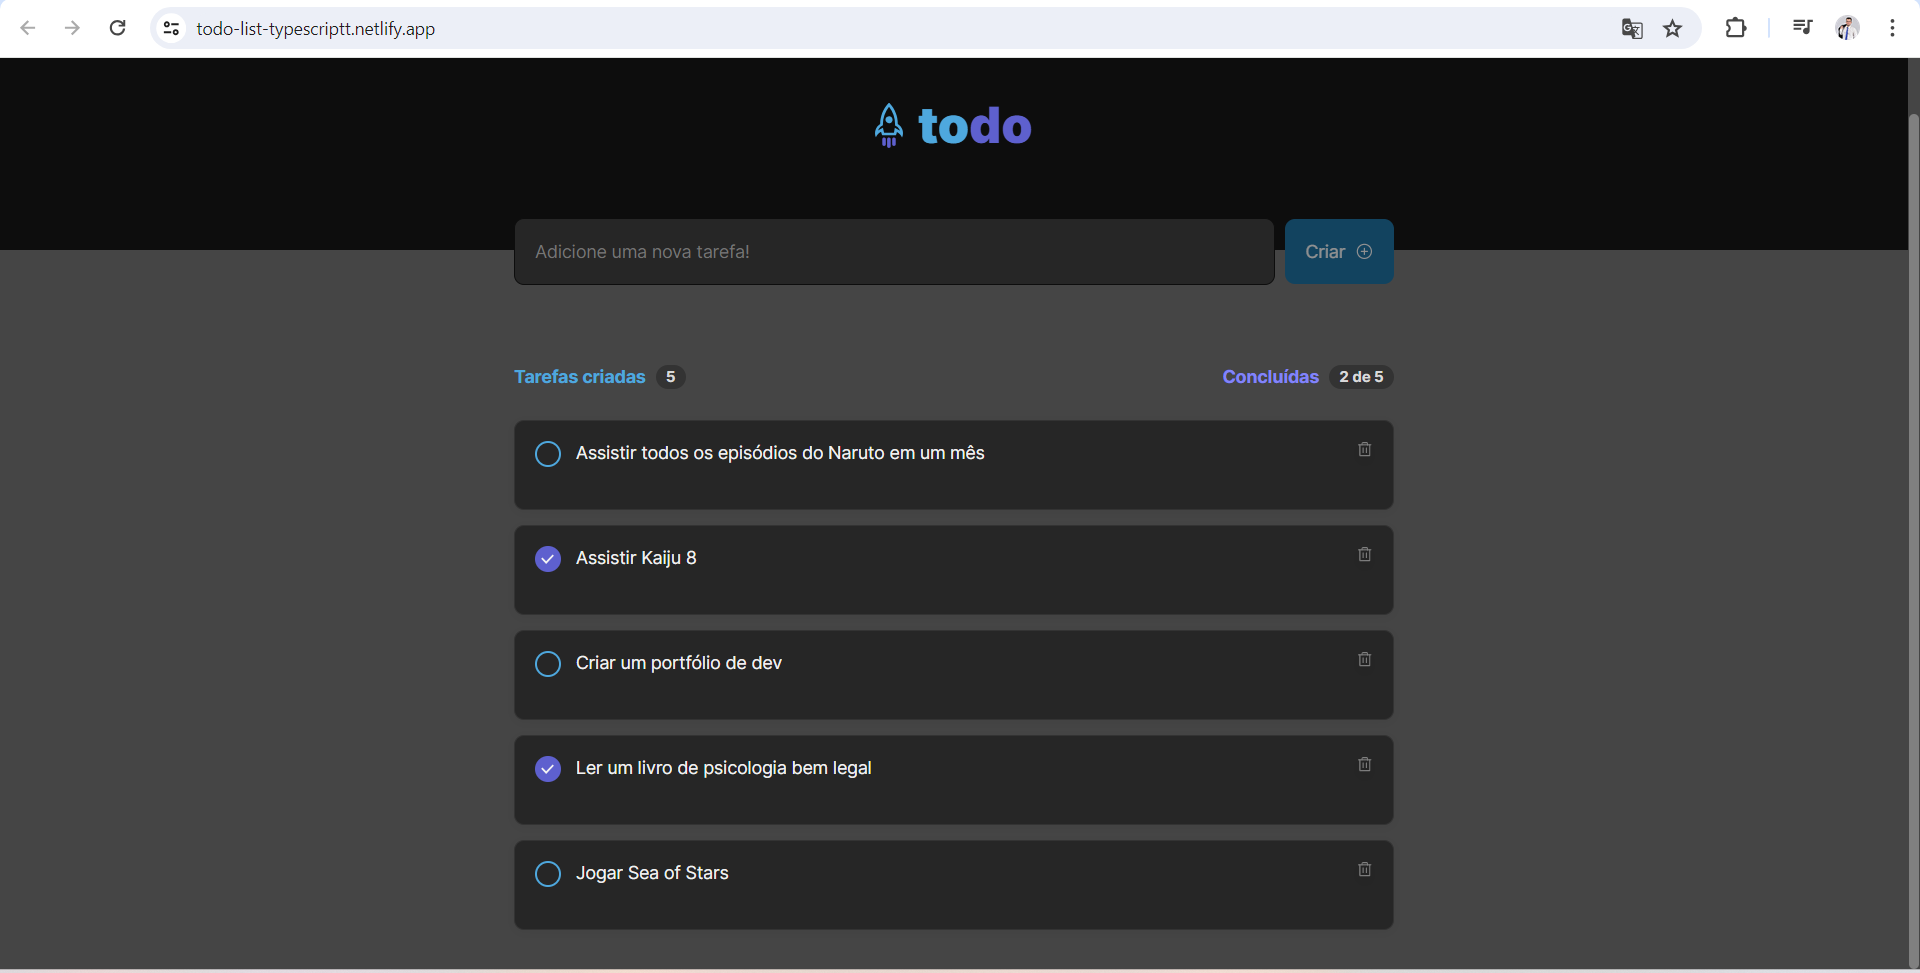 todo-list-typescriptt.netlify.app
todo
Adicione uma nova tarefa!
Criar
Tarefas criadas 5
Concluídas 2 de 5
Assistir todos os episódios do Naruto em um mês
Assistir Kaiju 8
Criar um portfólio de dev
Ler um livro de psicologia bem legal
Jogar Sea of Stars